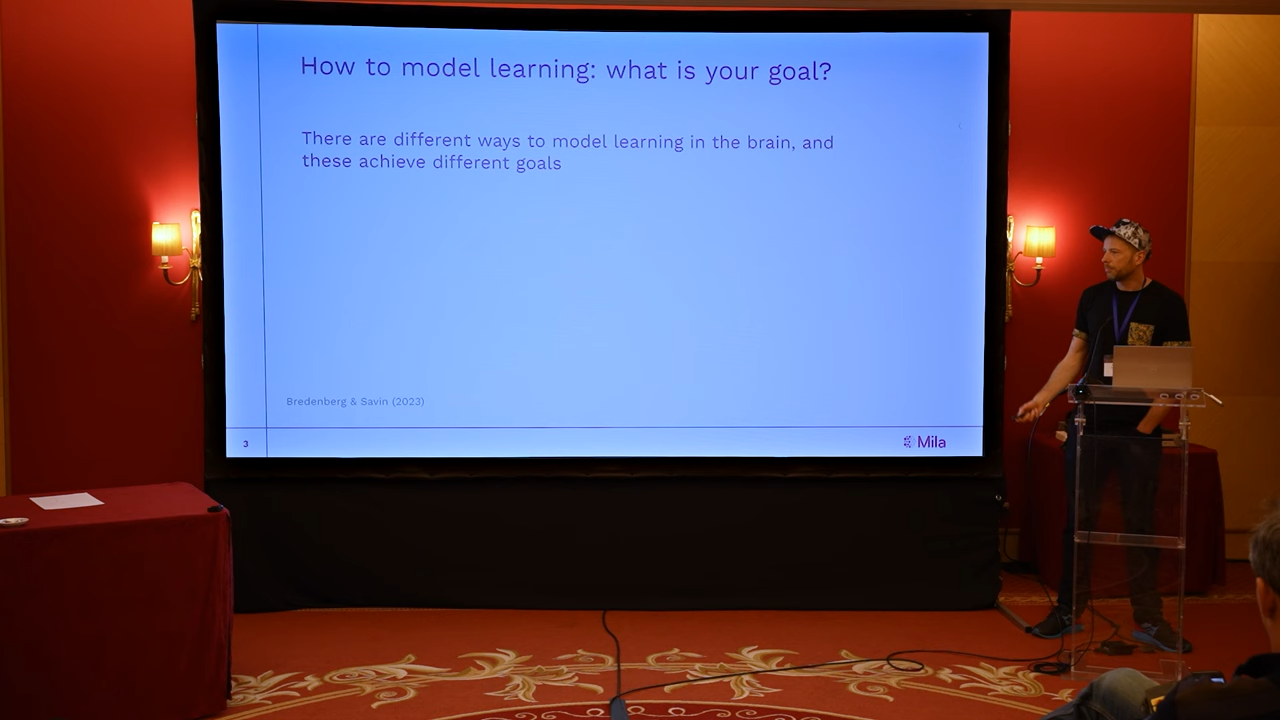 How to model learning: what is your goal?
There are different ways to model learning in the brain, and
these achieve different goals
Bredenberg & Savin (2023)
3
Mila